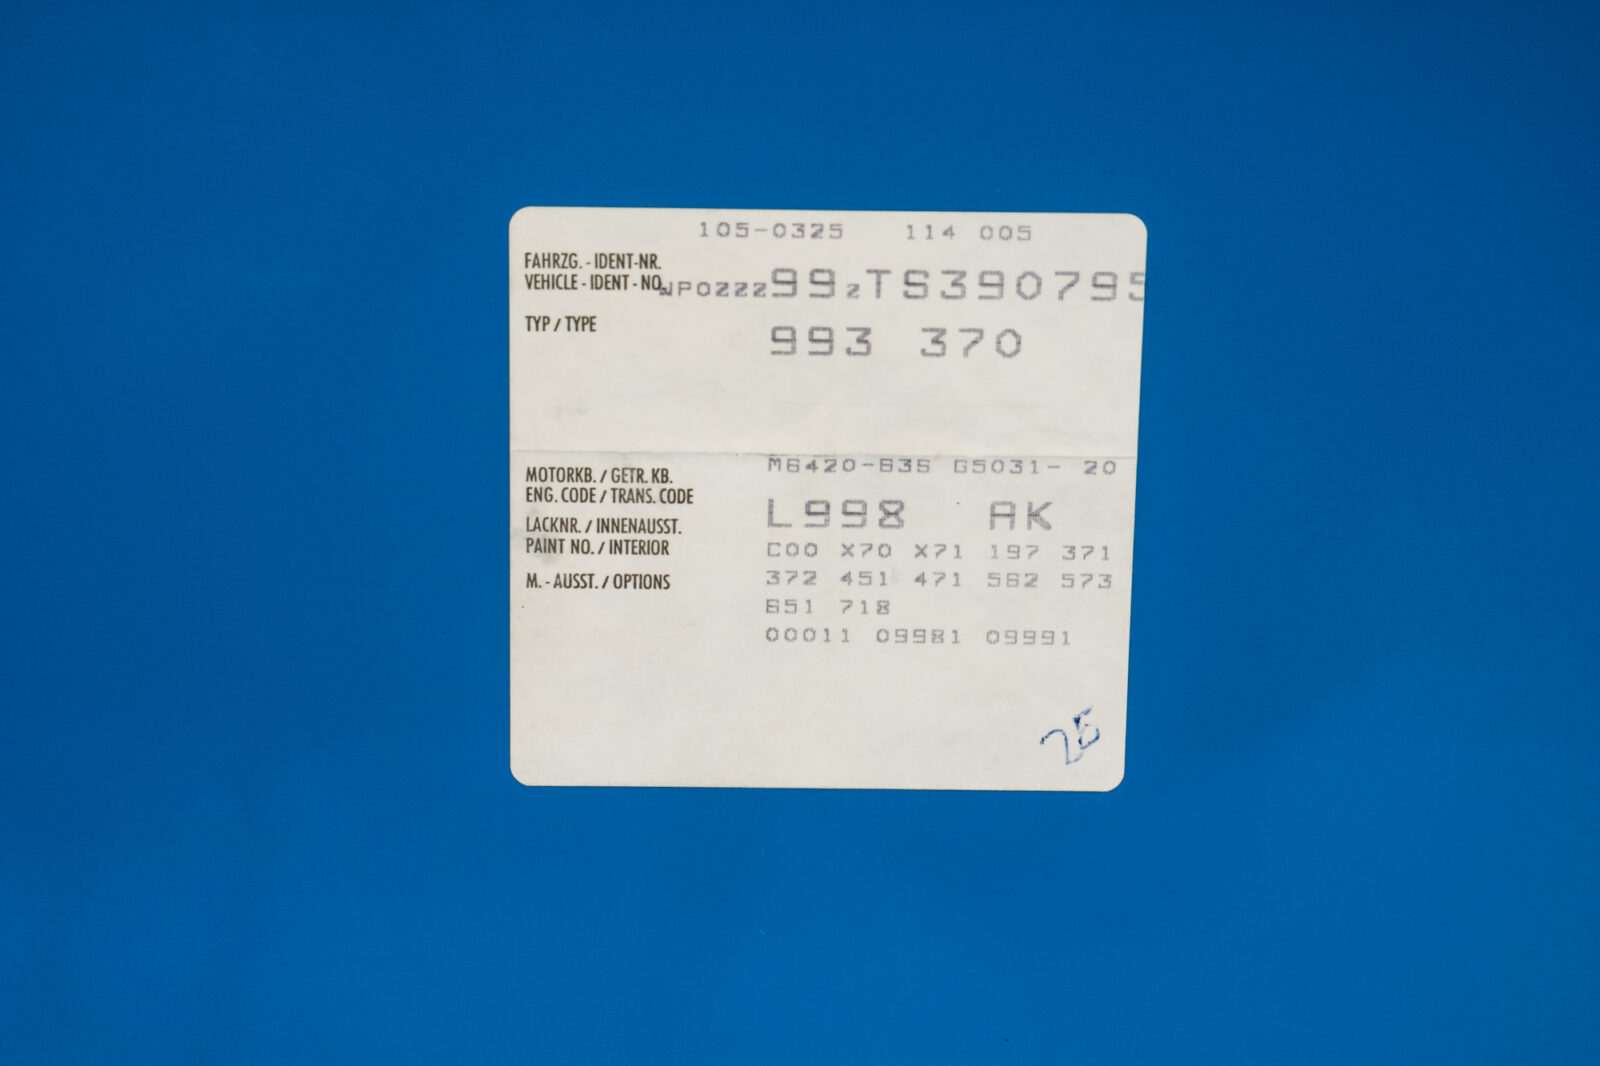 105-0325 114 005
FAHRZG. - IDENT-NR.
VEHICLE - IDENT - NO. WP0ZZZ99ZTS390795
TYP / TYPE 993 370
MOTORKB. / GETR. KB. M6420-63S G5031- 20
ENG. CODE / TRANS. CODE
LACKNR. / INNENAUSST. L998 AK
PAINT NO. / INTERIOR C00 X70 X71 197 371
M. - AUSST. / OPTIONS 372 451 471 562 573
651 718
00011 09981 09991